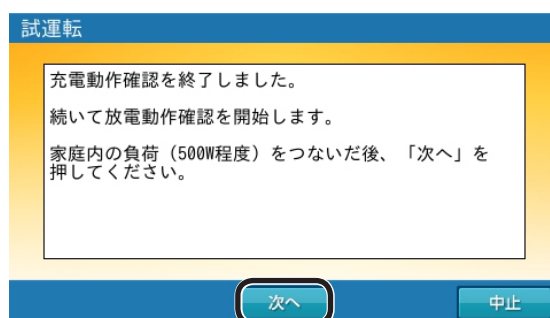 試運転
充電動作確認を終了しました。
続いて放電動作確認を開始します。
家庭内の負荷（500W程度）をつないだ後、「次へ」を
押してください。
次へ
中止